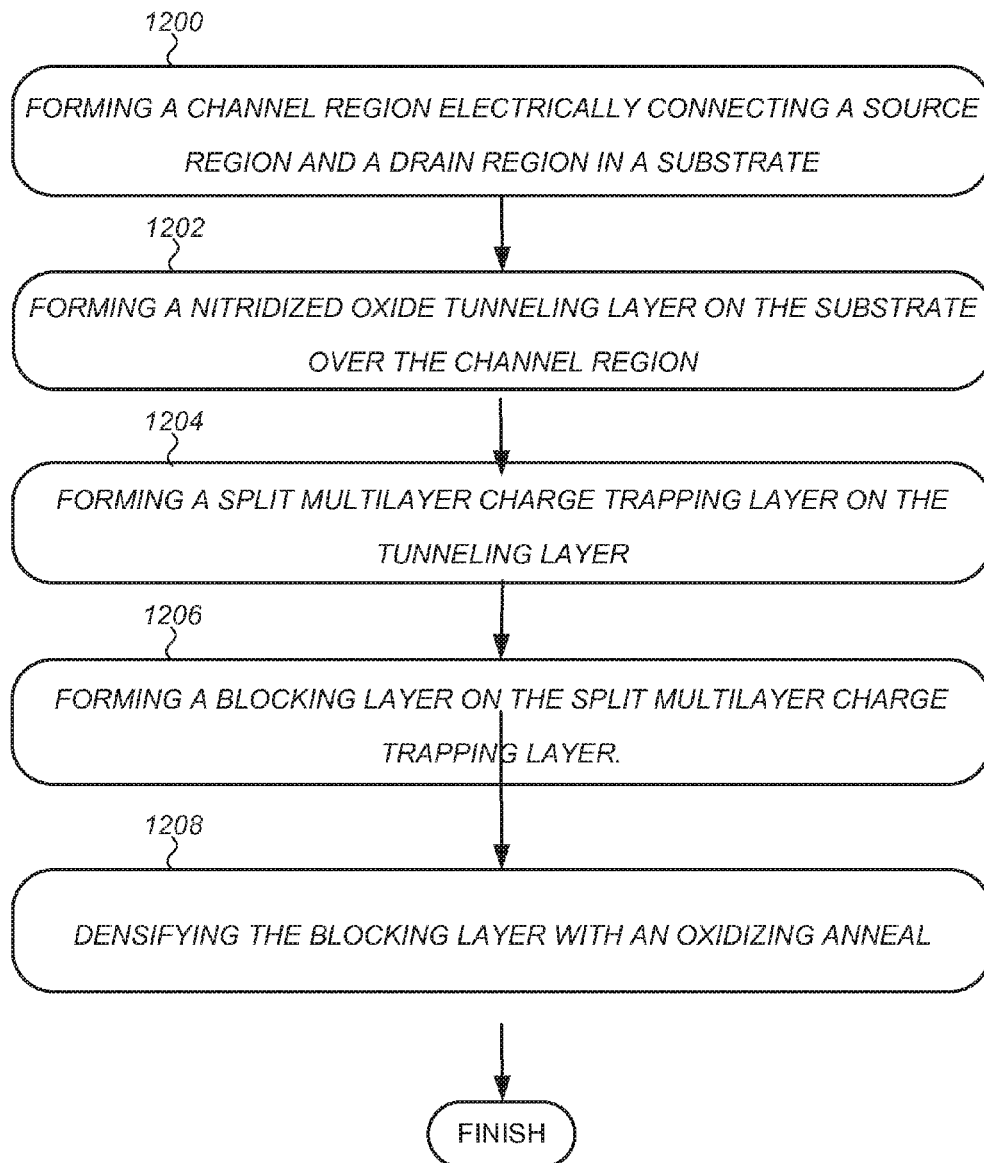 1200
FORMING A CHANNEL REGION ELECTRICALLY CONNECTING A SOURCE
REGION AND A DRAIN REGION IN A SUBSTRATE
1202
FORMING A NITRIDIZED OXIDE TUNNELING LAYER ON THE SUBSTRATE
OVER THE CHANNEL REGION
1204
FORMING A SPLIT MULTILAYER CHARGE TRAPPING LAYER ON THE
TUNNELING LAYER
1206
FORMING A BLOCKING LAYER ON THE SPLIT MULTILAYER CHARGE
TRAPPING LAYER.
1208
DENSIFYING THE BLOCKING LAYER WITH AN OXIDIZING ANNEAL
FINISH